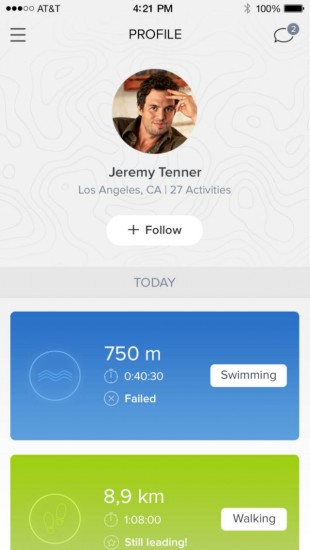 AT&T 4:21 PM 100%
PROFILE 2
Jeremy Tenner
Los Angeles, CA | 27 Activities
+ Follow
TODAY
750 m
0:40:30
Swimming
Failed
8,9 km
1:08:00
Walking
Still leading!